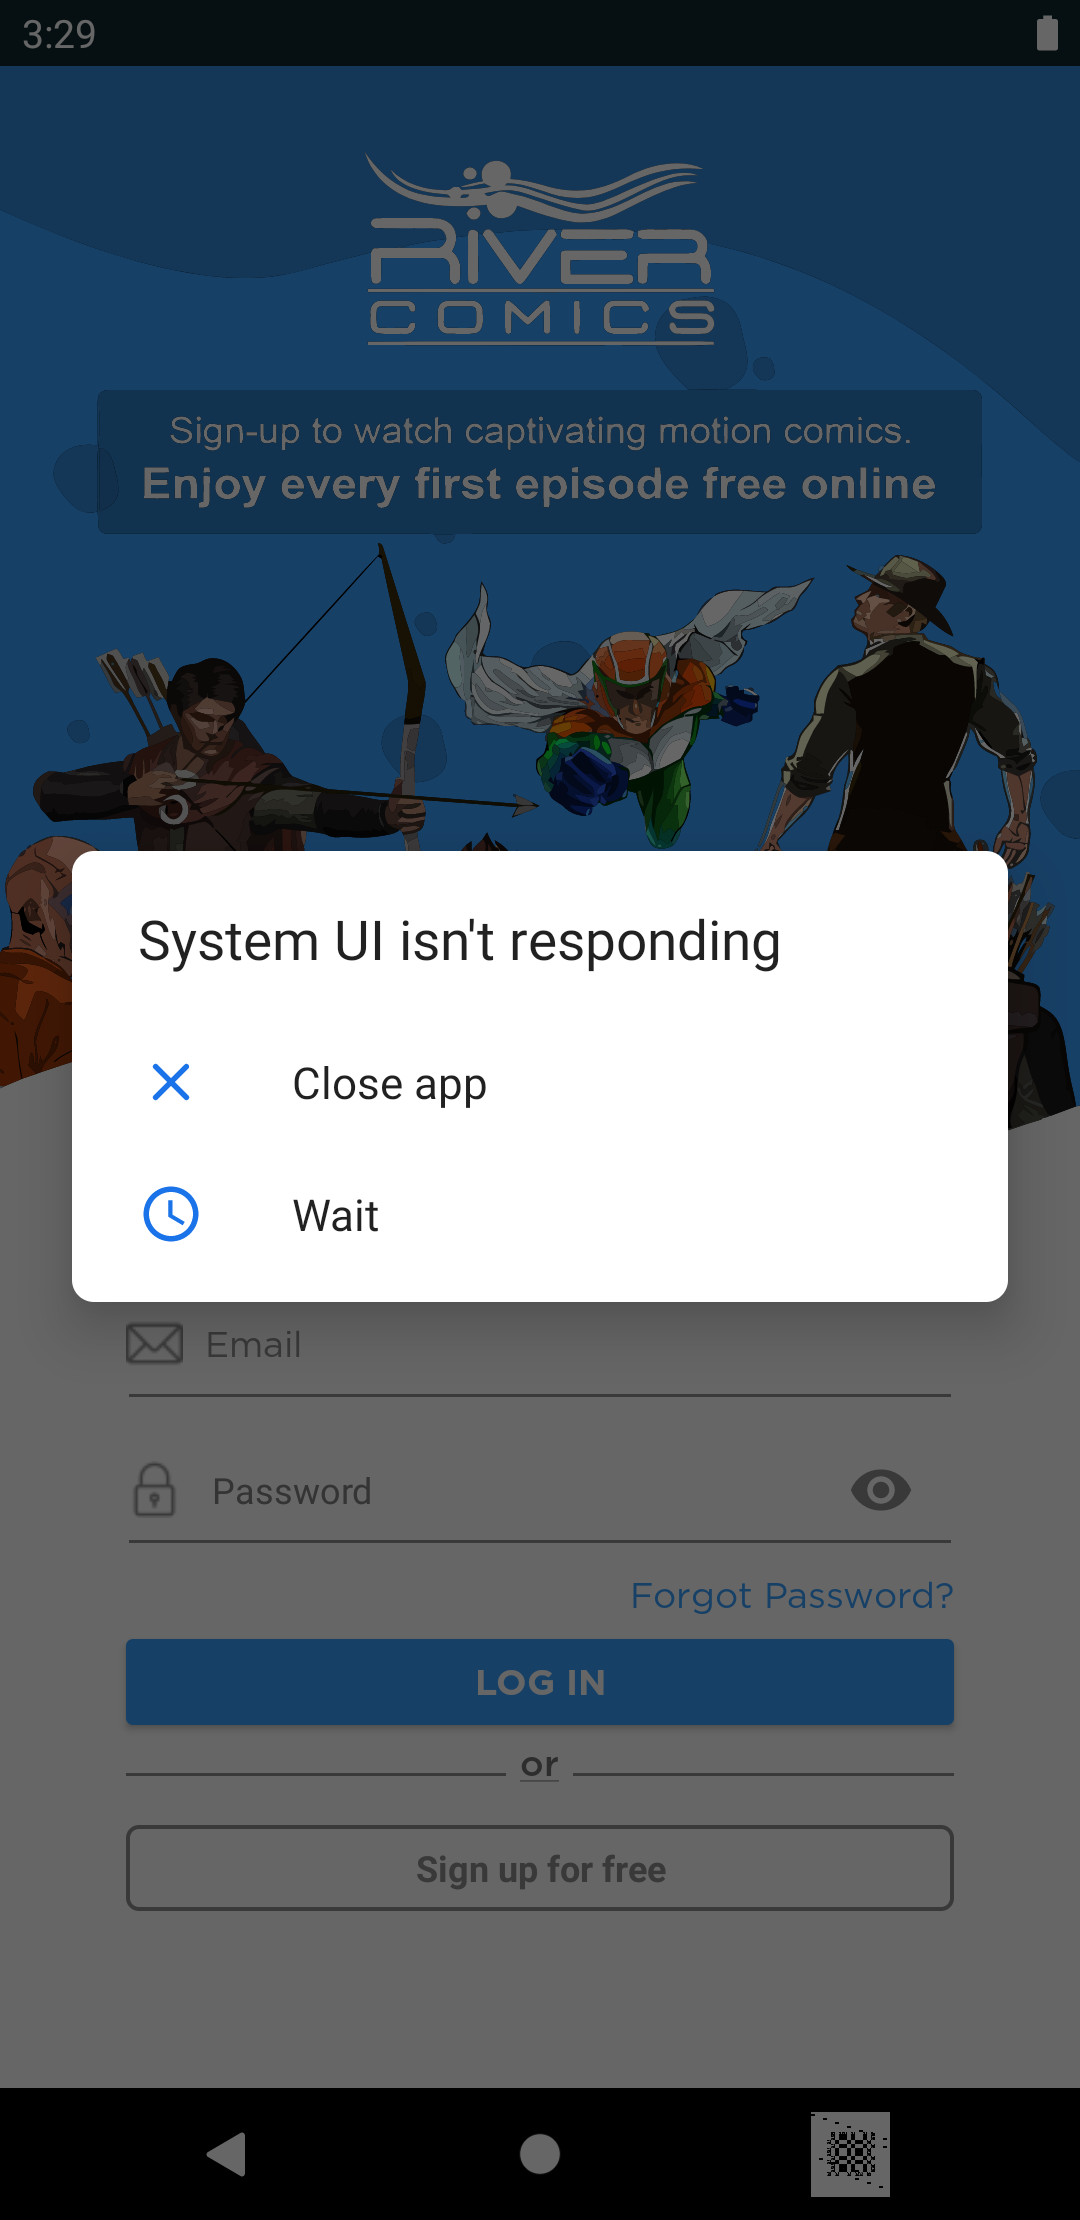 3:29
RIVER
COMICS
Sign-up to watch captivating motion comics.
Enjoy every first episode free online
System UI isn't responding
Close app
Wait
Email
Password
Forgot Password?
LOG IN
or
Sign up for free